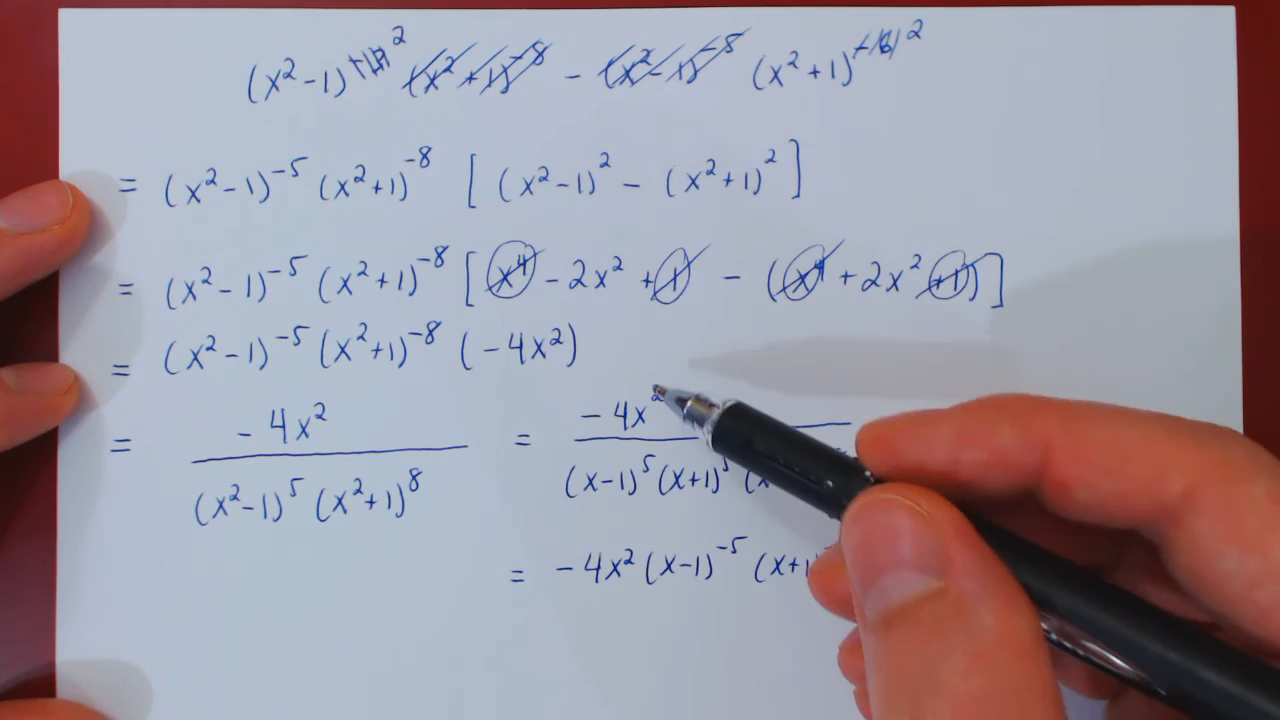 (x²-1) ² (x²+1)⁻⁸ - (x²-1)⁻⁵ (x²+1) ²
= (x²-1)⁻⁵ (x²+1)⁻⁸ [ (x²-1)² - (x²+1)² ]
= (x²-1)⁻⁵ (x²+1)⁻⁸ [ x⁴ - 2x² + 1 - (x⁴ + 2x² + 1) ]
= (x²-1)⁻⁵ (x²+1)⁻⁸ (-4x²)
= -4x² / (x²-1)⁵ (x²+1)⁸ = -4x² / (x-1)⁵ (x+1)⁵ (x
= -4x² (x-1)⁻⁵ (x+1)